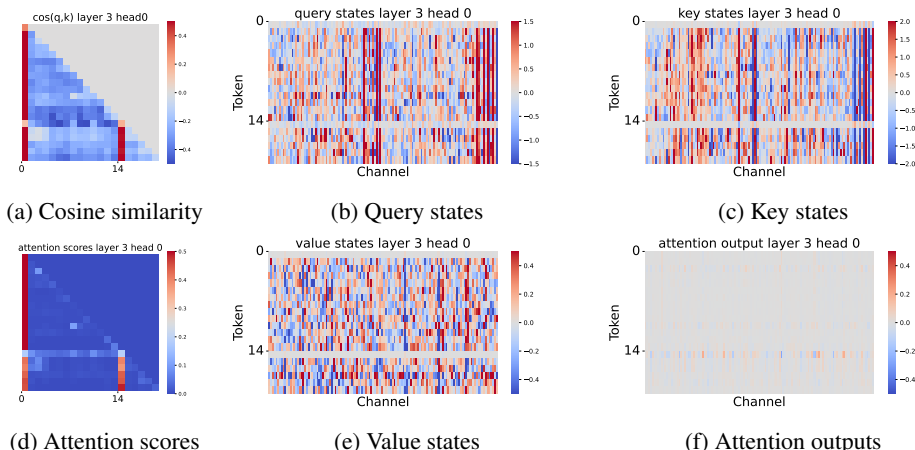 cos(q,k) layer 3 head0
0.4
0.2
0.0
−0.2
−0.4
0
14
(a) Cosine similarity
query states layer 3 head 0
0
14
Token
Channel
1.5
1.0
0.5
0.0
−0.5
−1.0
−1.5
(b) Query states
key states layer 3 head 0
0
14
Token
Channel
2.0
1.5
1.0
0.5
0.0
−0.5
−1.0
−1.5
−2.0
(c) Key states
attention scores layer 3 head 0
0.5
0.4
0.3
0.2
0.1
0.0
0
14
(d) Attention scores
value states layer 3 head 0
0
14
Token
Channel
0.4
0.2
0.0
−0.2
−0.4
(e) Value states
attention output layer 3 head 0
0
14
Token
Channel
0.4
0.2
0.0
−0.2
−0.4
(f) Attention outputs